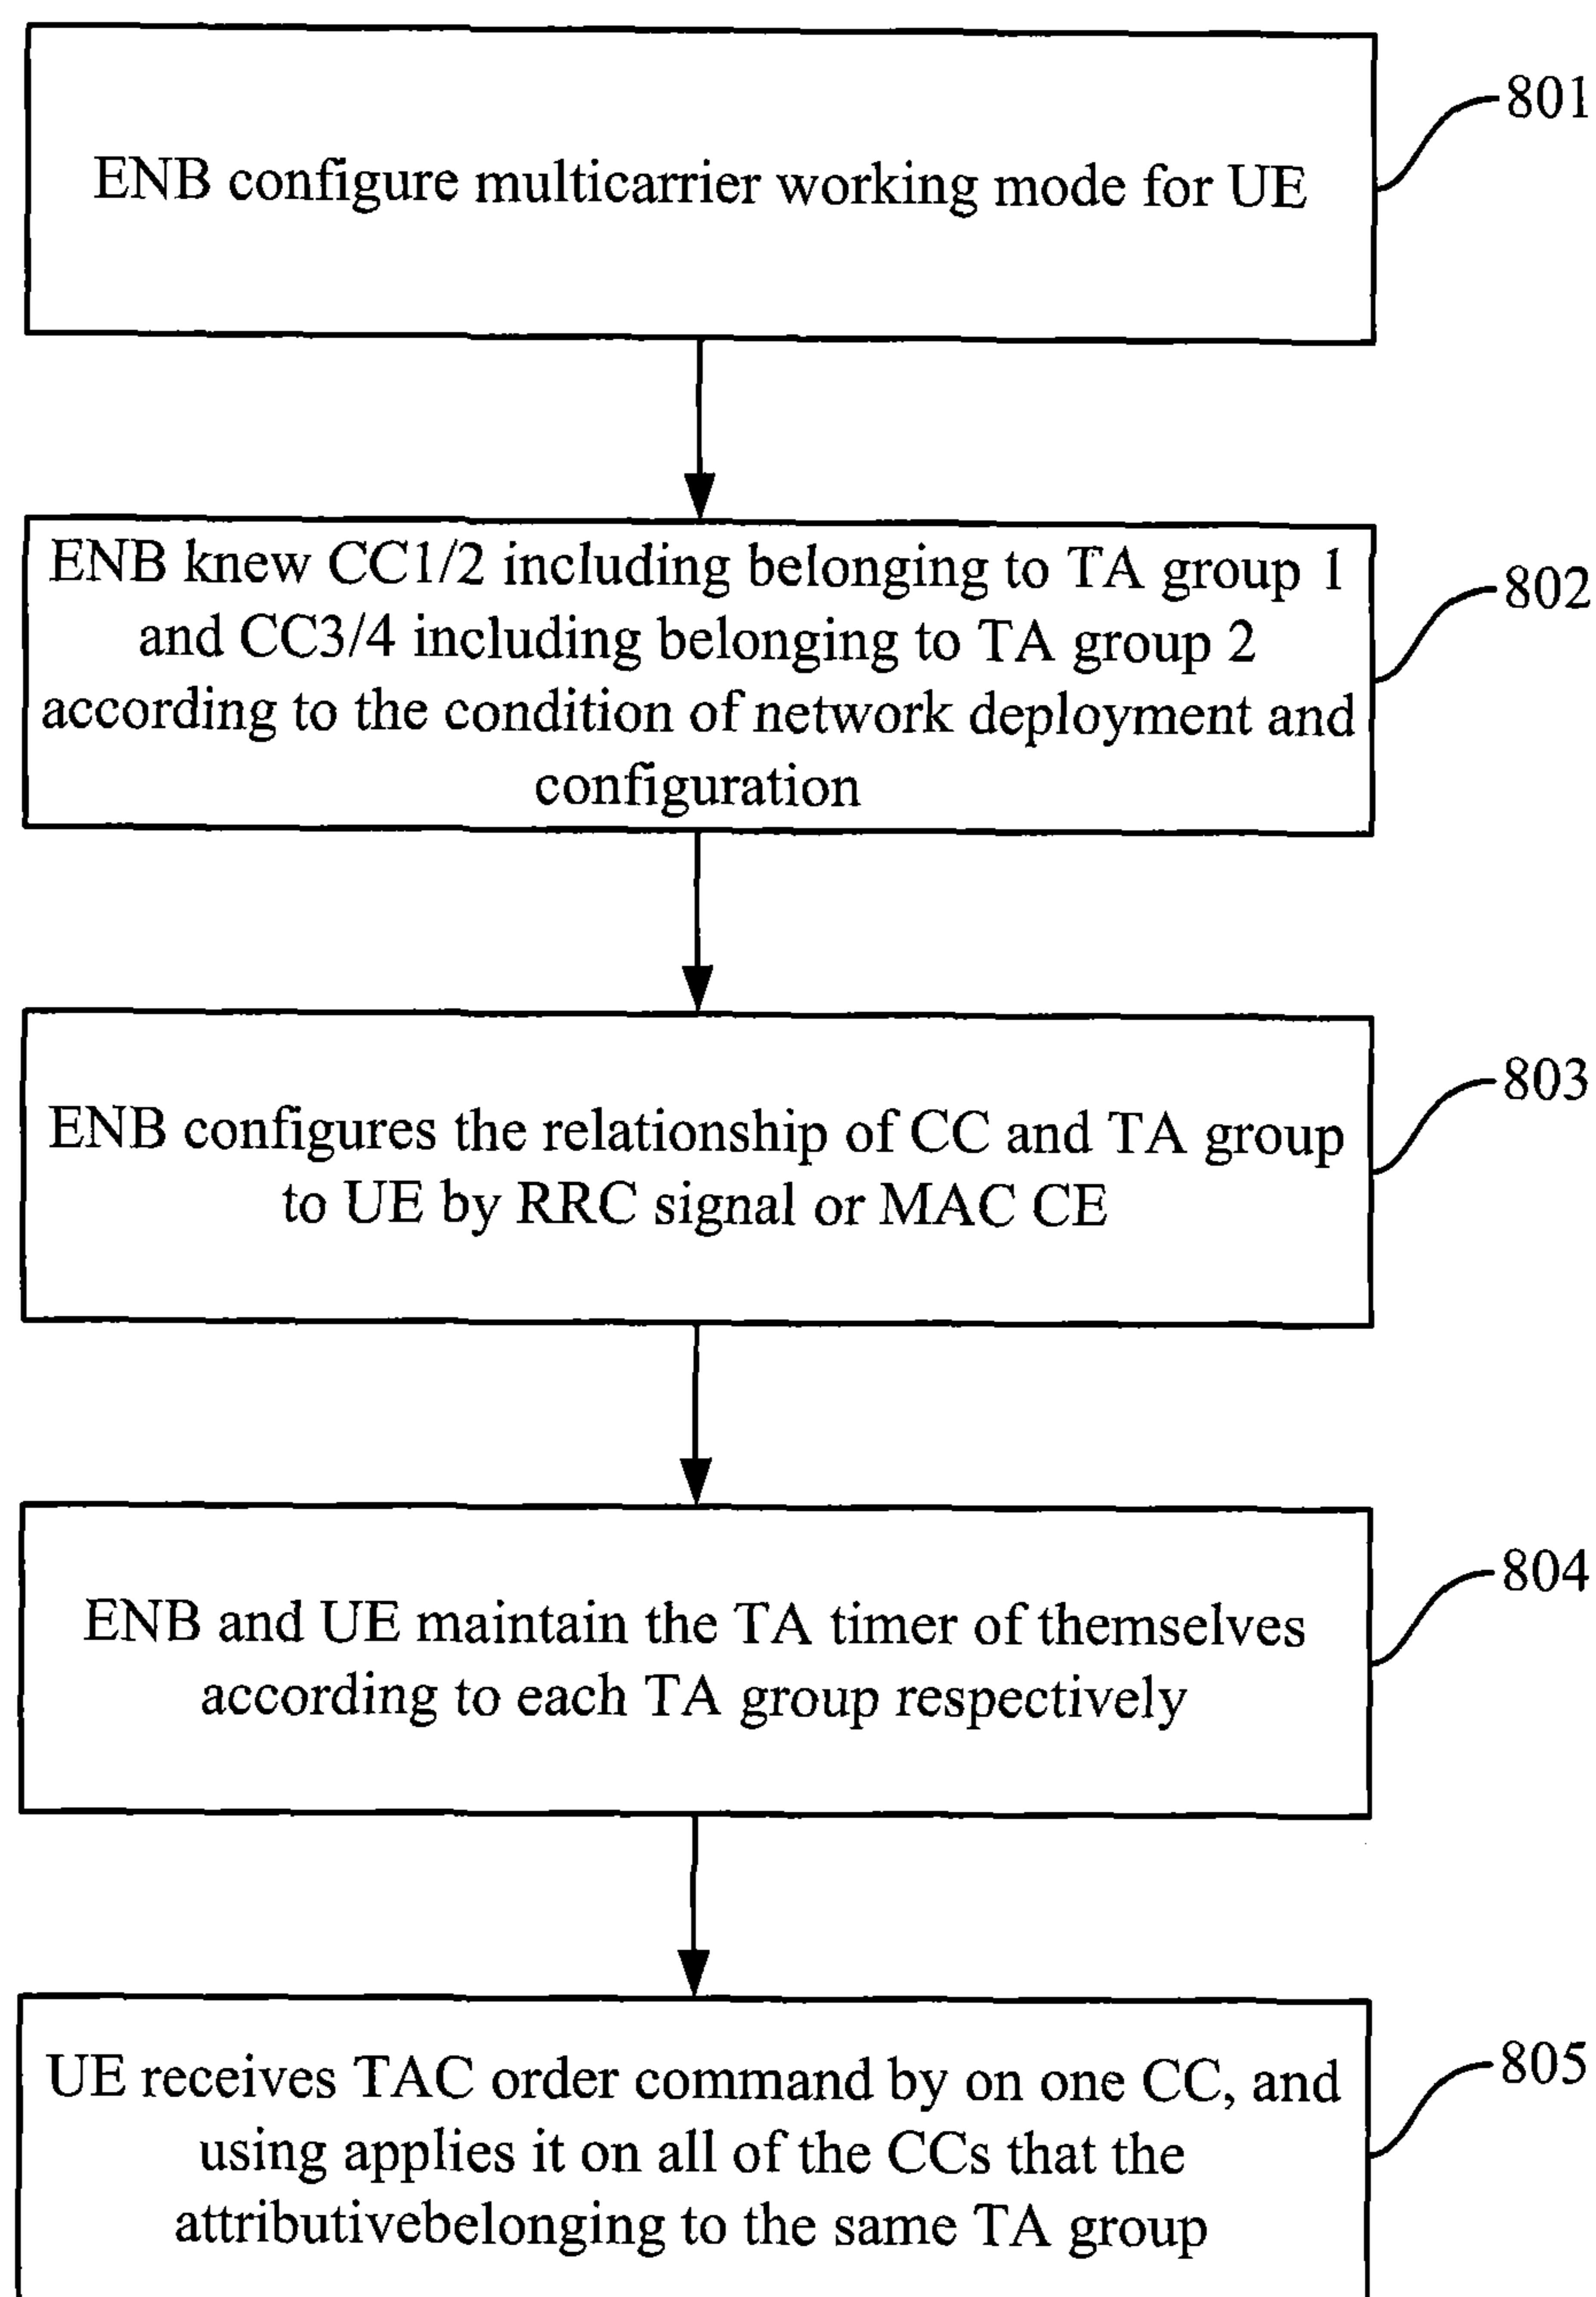 801
ENB configure multicarrier working mode for UE
ENB knew CC1/2 including belonging to TA group 1
and CC3/4 including belonging to TA group 2
according to the condition of network deployment and
configuration
802
ENB configures the relationship of CC and TA group
to UE by RRC signal or MAC CE
803
ENB and UE maintain the TA timer of themselves
according to each TA group respectively
804
UE receives TAC order command by on one CC, and
using applies it on all of the CCs that the
attributivebelonging to the same TA group
805